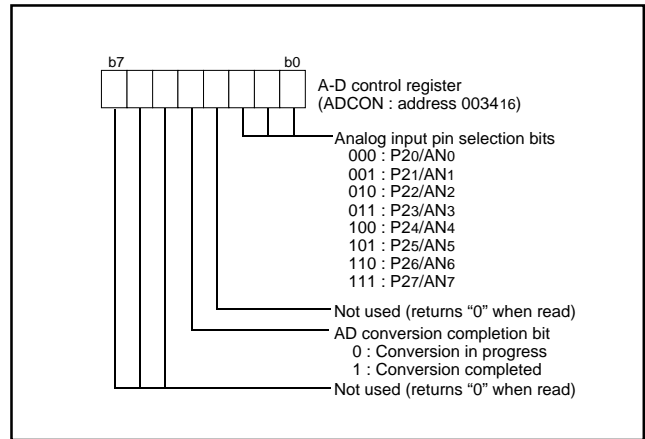 b7 b0
A-D control register
(ADCON : address 003416)
Analog input pin selection bits
000 : P20/AN0
001 : P21/AN1
010 : P22/AN2
011 : P23/AN3
100 : P24/AN4
101 : P25/AN5
110 : P26/AN6
111 : P27/AN7
Not used (returns “0” when read)
AD conversion completion bit
0 : Conversion in progress
1 : Conversion completed
Not used (returns “0” when read)